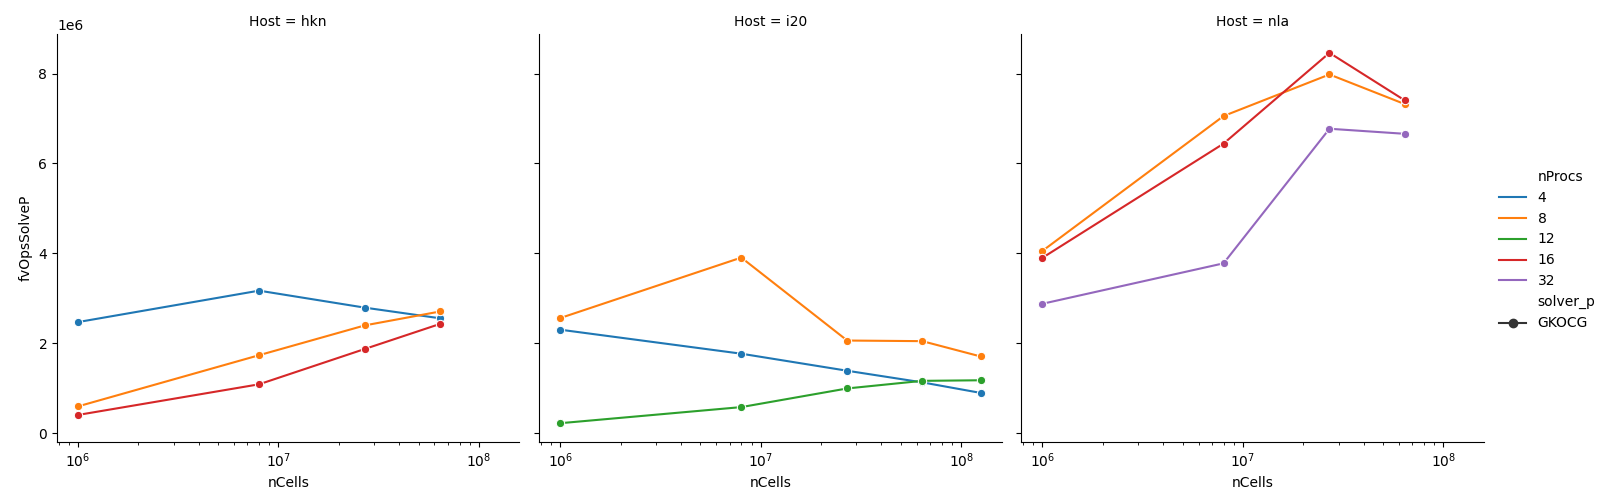 Host = hkn
Host = i20
Host = nla
1e6
8
6
4
2
0
fvOpsSolveP
10^6
10^7
10^8
nCells
10^6
10^7
10^8
nCells
10^6
10^7
10^8
nCells
nProcs
4
8
12
16
32
solver_p
GKOCG